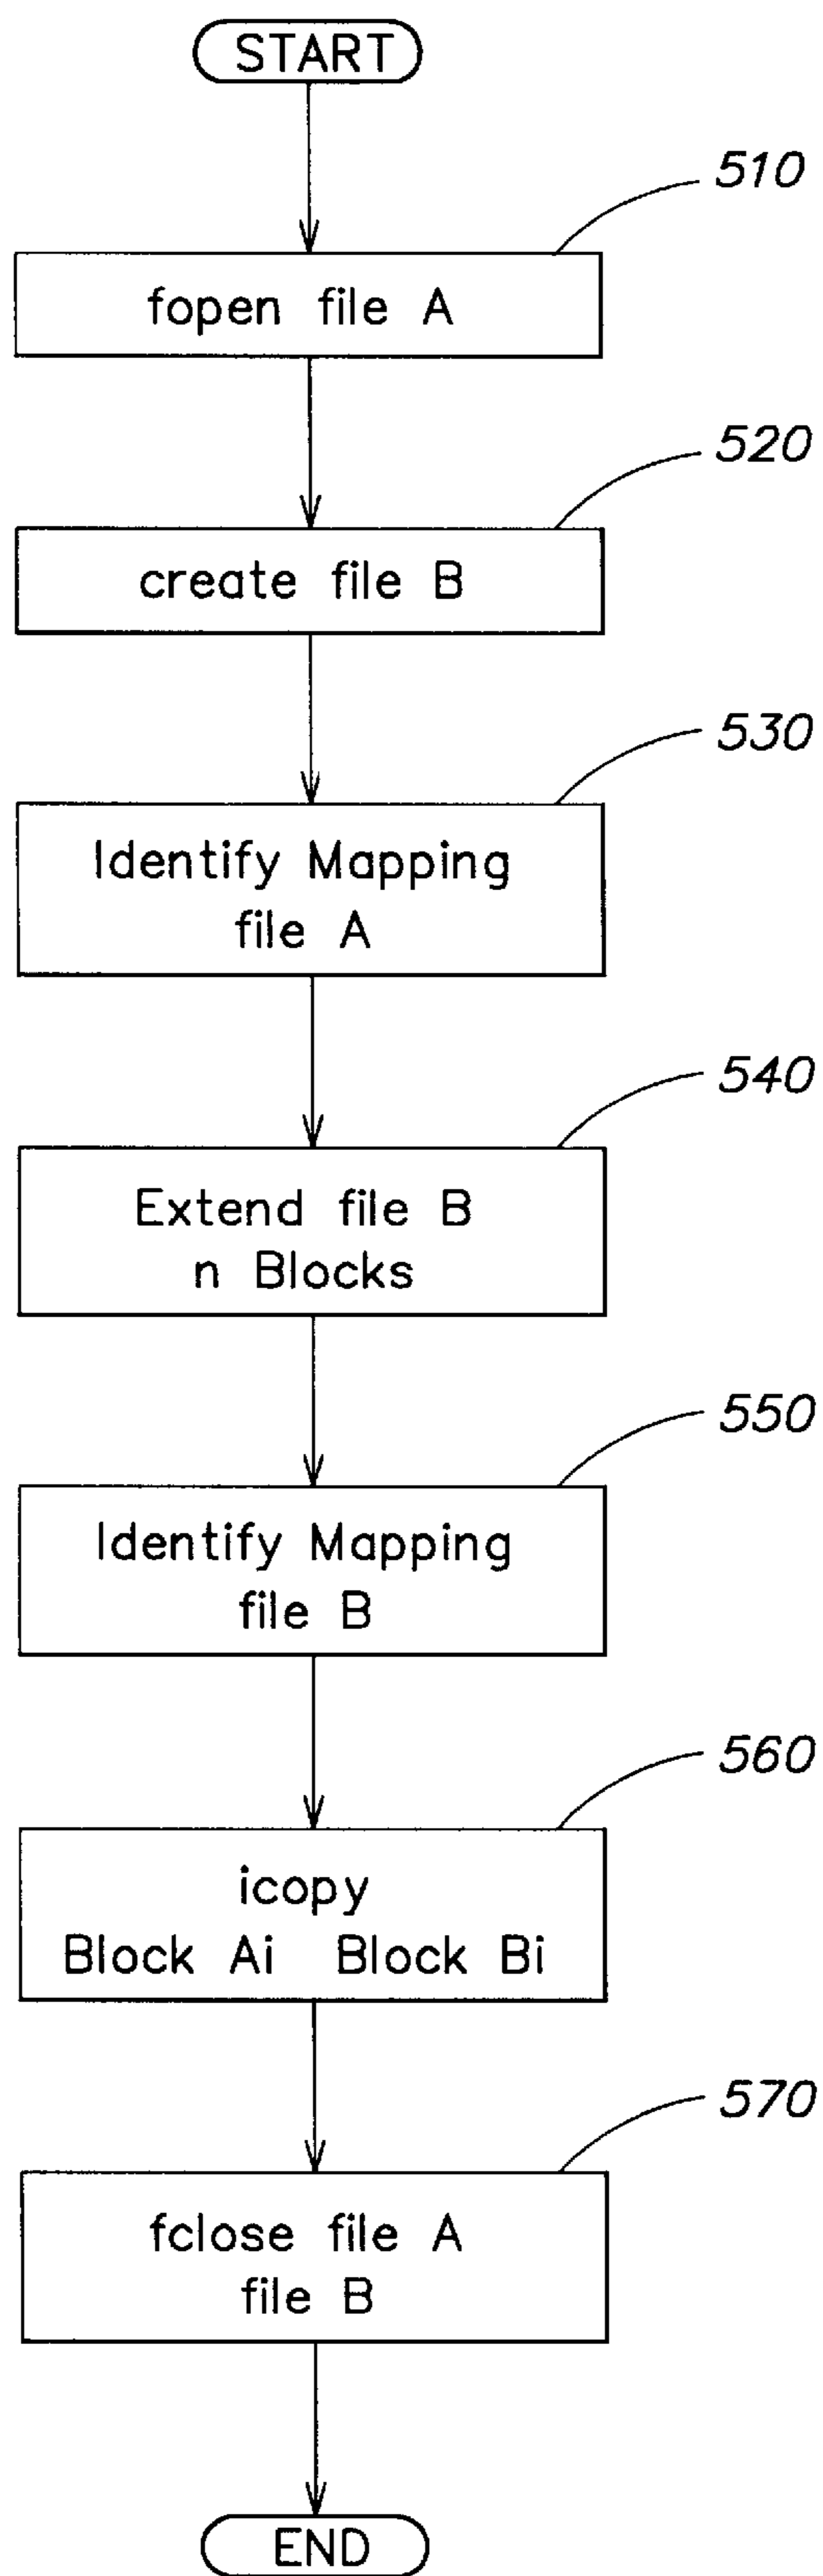 START
510
fopen file A
520
create file B
530
Identify Mapping
file A
540
Extend file B
n Blocks
550
Identify Mapping
file B
560
icopy
Block Ai Block Bi
570
fclose file A
file B
END